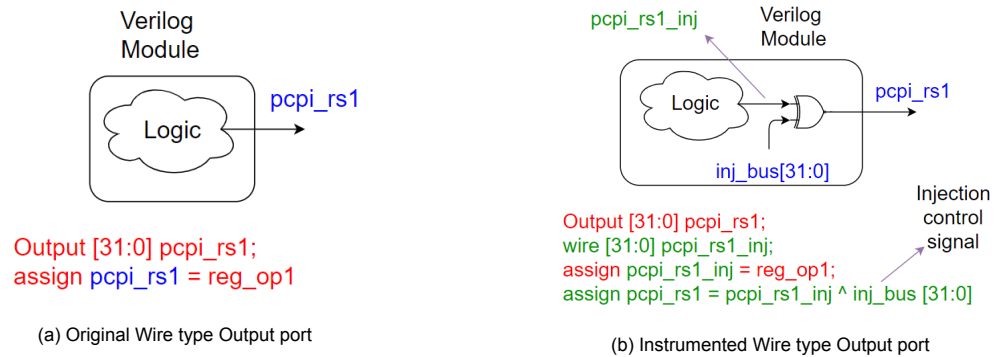 Verilog
Module
pcpi_rs1
Logic
Output [31:0] pcpi_rs1;
assign pcpi_rs1 = reg_op1
(a) Original Wire type Output port
pcpi_rs1_inj
Verilog
Module
Logic
pcpi_rs1
inj_bus[31:0]
Injection
control
signal
Output [31:0] pcpi_rs1;
wire [31:0] pcpi_rs1_inj;
assign pcpi_rs1_inj = reg_op1;
assign pcpi_rs1 = pcpi_rs1_inj ^ inj_bus [31:0]
(b) Instrumented Wire type Output port